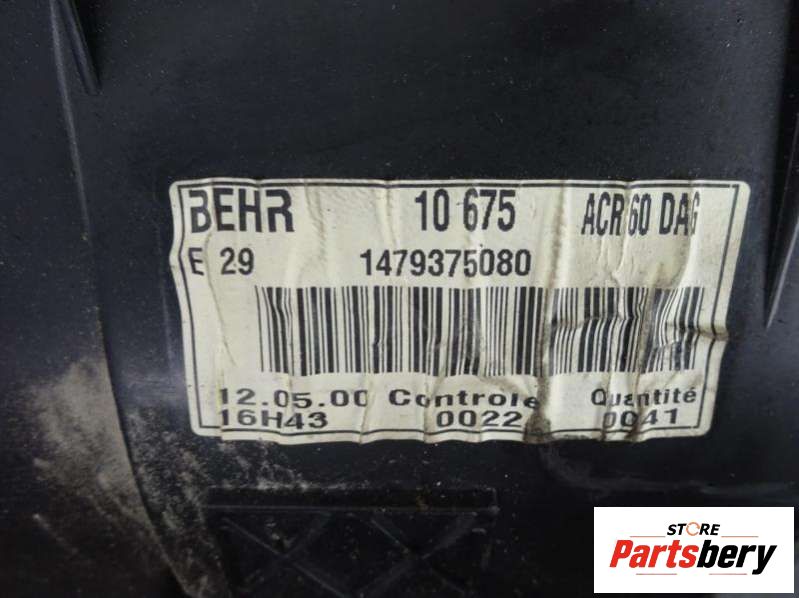 BEHR 10 675 ACR 60 DAG
E 29 1479375080
12.05.00 Controle Quantité
16H43 0022 0041
STORE
Partsbery